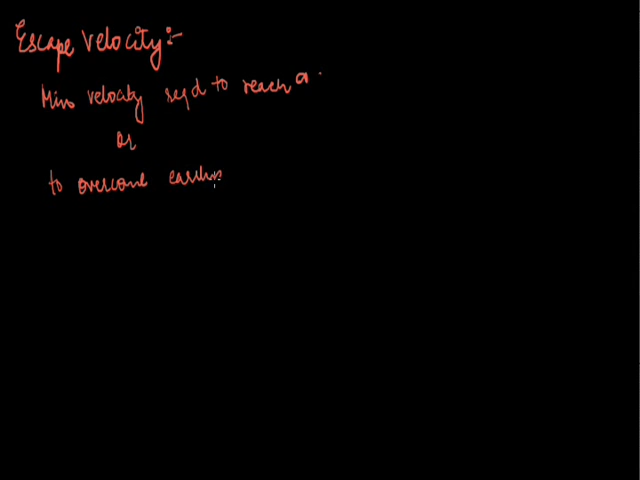 Escape Velocity:-
Min velocity reqd to reach ∞.
or
to overcome earths